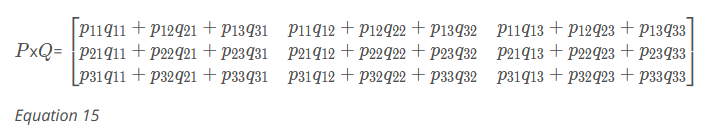 p11q11 + p12q21 + p13q31 p11q12 + p12q22 + p13q32 p11q13 + p12q23 + p13q33
PxQ= p21q11 + p22q21 + p23q31 p21q12 + p22q22 + p23q32 p21q13 + p22q23 + p23q33
p31q11 + p32q21 + p33q31 p31q12 + p32q22 + p33q32 p31q13 + p32q23 + p33q33
Equation 15